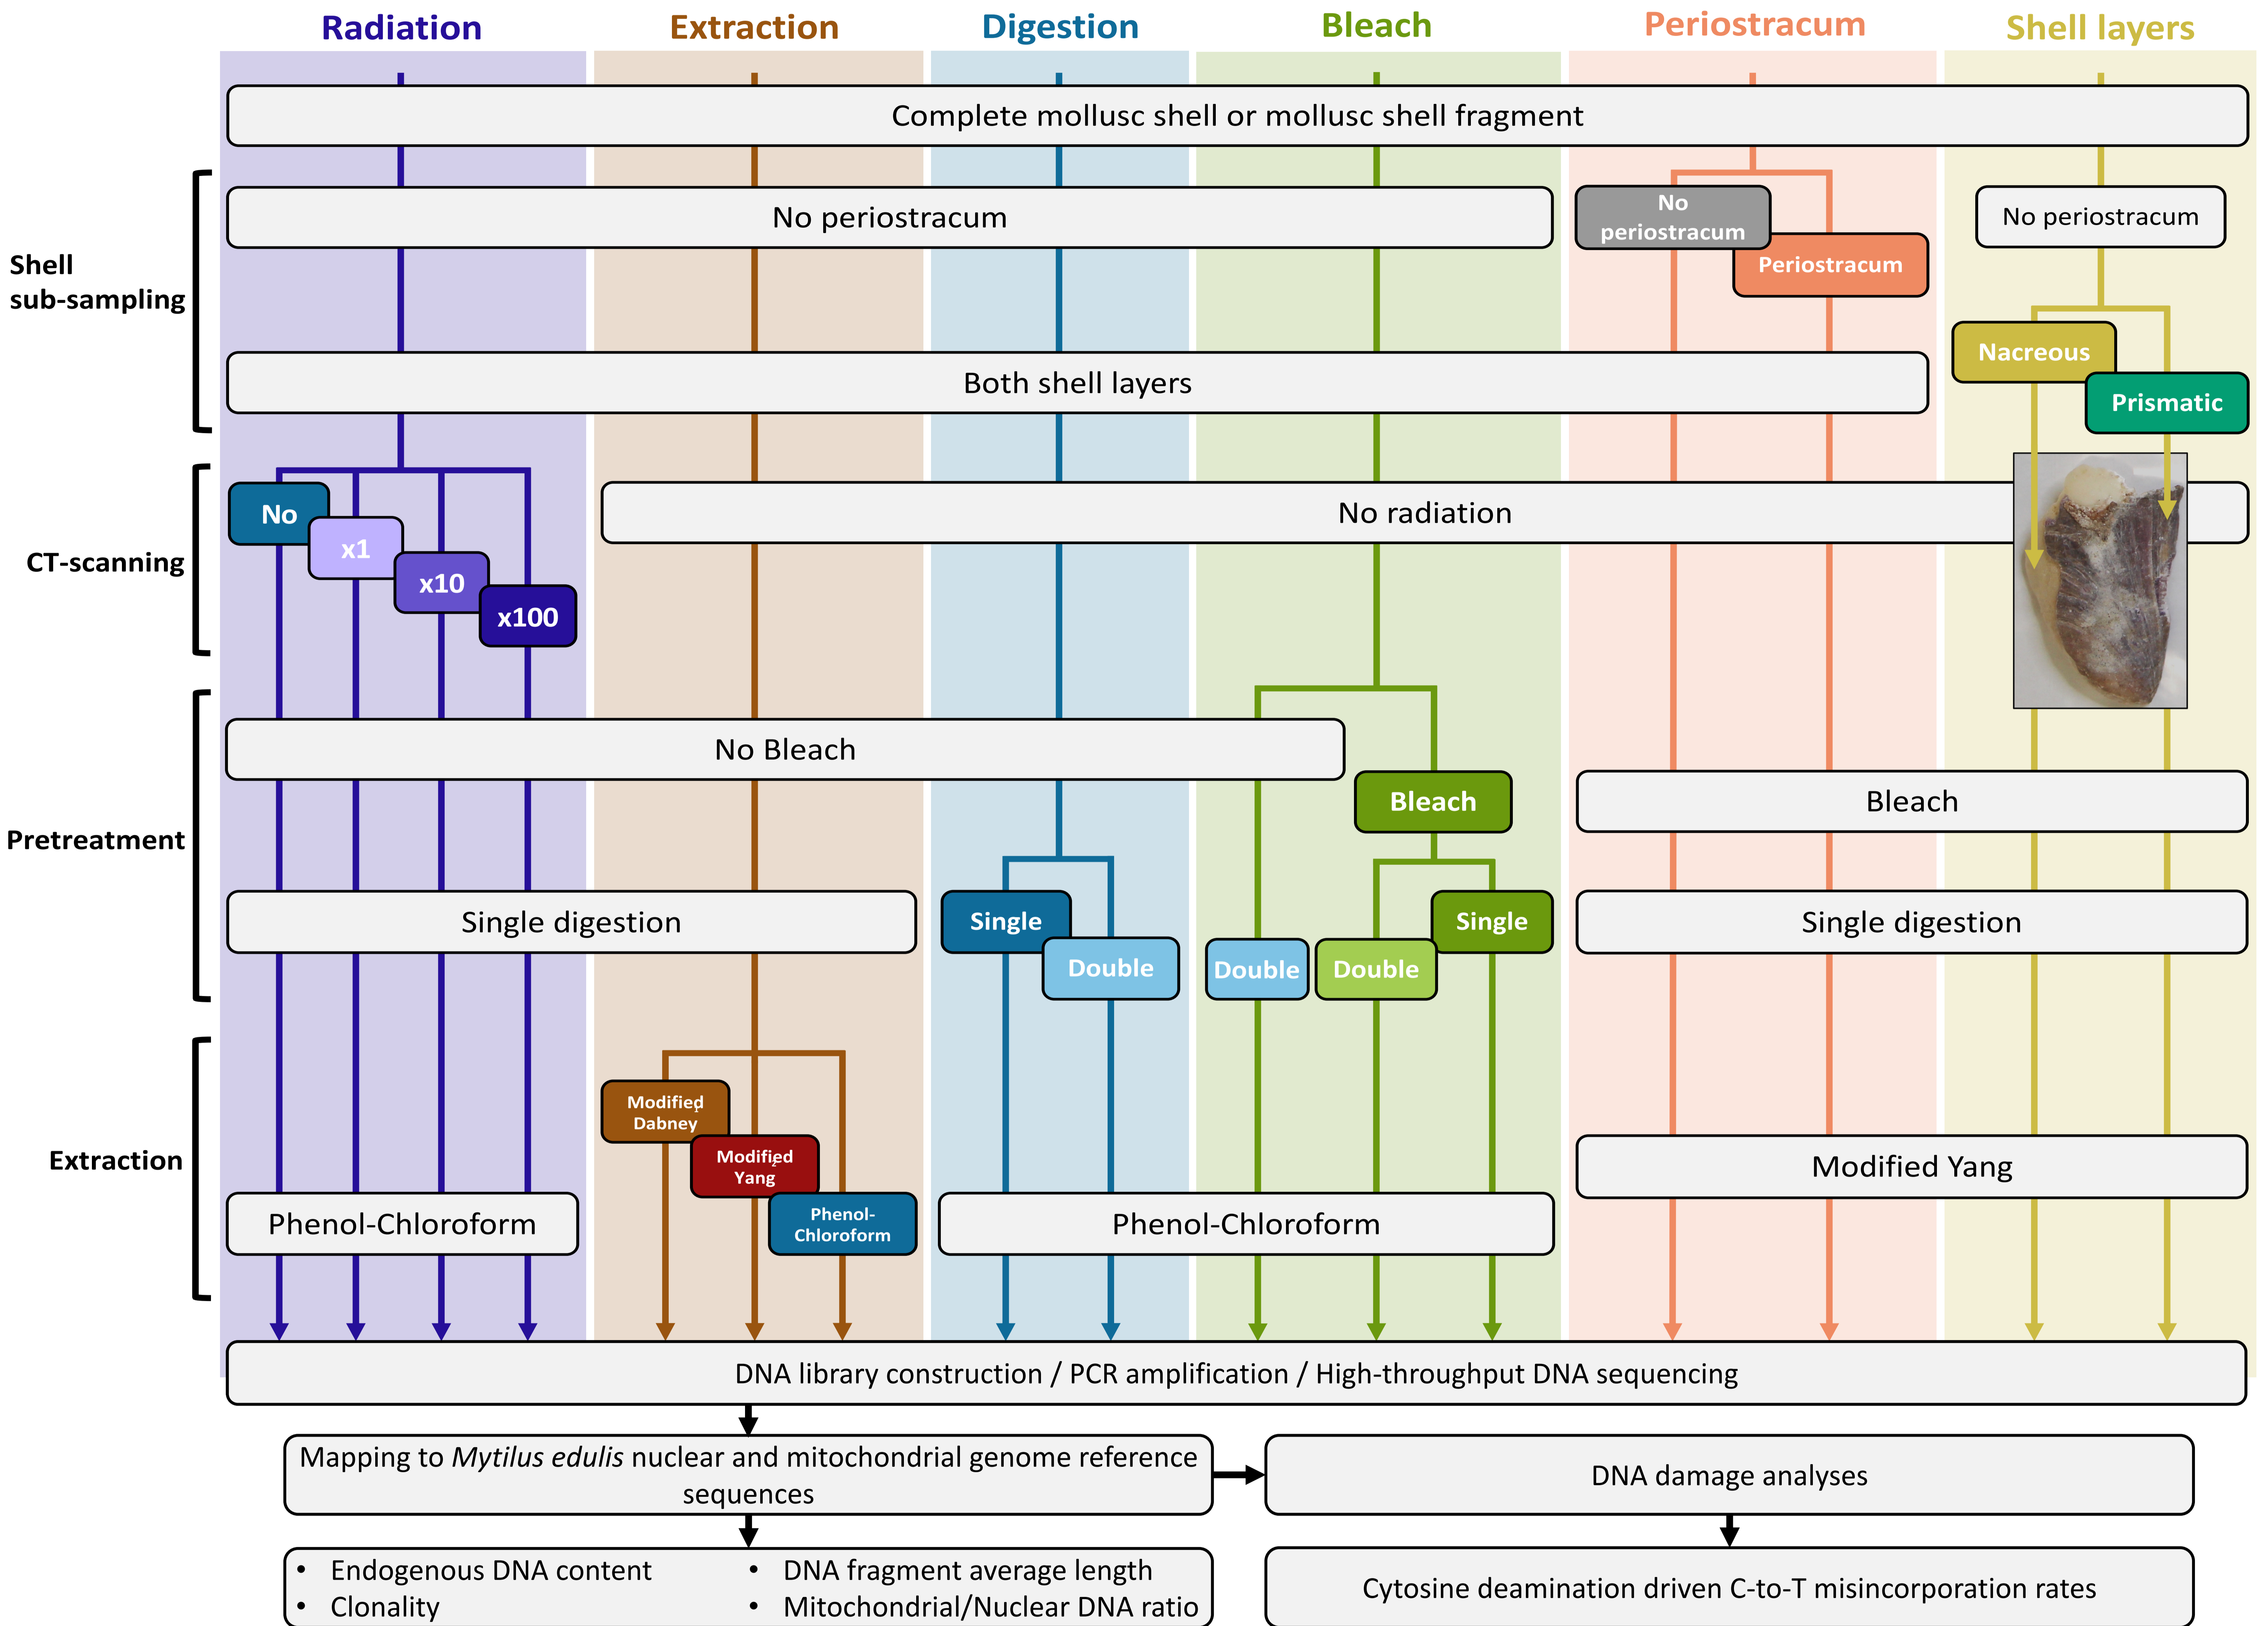 Radiation
Extraction
Digestion
Bleach
Periostracum
Shell layers
Complete mollusc shell or mollusc shell fragment
Shell
sub-sampling
No periostracum
No
periostracum
Periostracum
No periostracum
Both shell layers
Nacreous
Prismatic
CT-scanning
No
x1
x10
x100
No radiation
Pretreatment
No Bleach
Bleach
Bleach
Single digestion
Single
Double
Double
Double
Single
Single digestion
Extraction
Modified
Dabney
Modified
Yang
Phenol-
Chloroform
Phenol-Chloroform
Phenol-Chloroform
Modified Yang
DNA library construction / PCR amplification / High-throughput DNA sequencing
Mapping to Mytilus edulis nuclear and mitochondrial genome reference
sequences
DNA damage analyses
• Endogenous DNA content
• Clonality
• DNA fragment average length
• Mitochondrial/Nuclear DNA ratio
Cytosine deamination driven C-to-T misincorporation rates